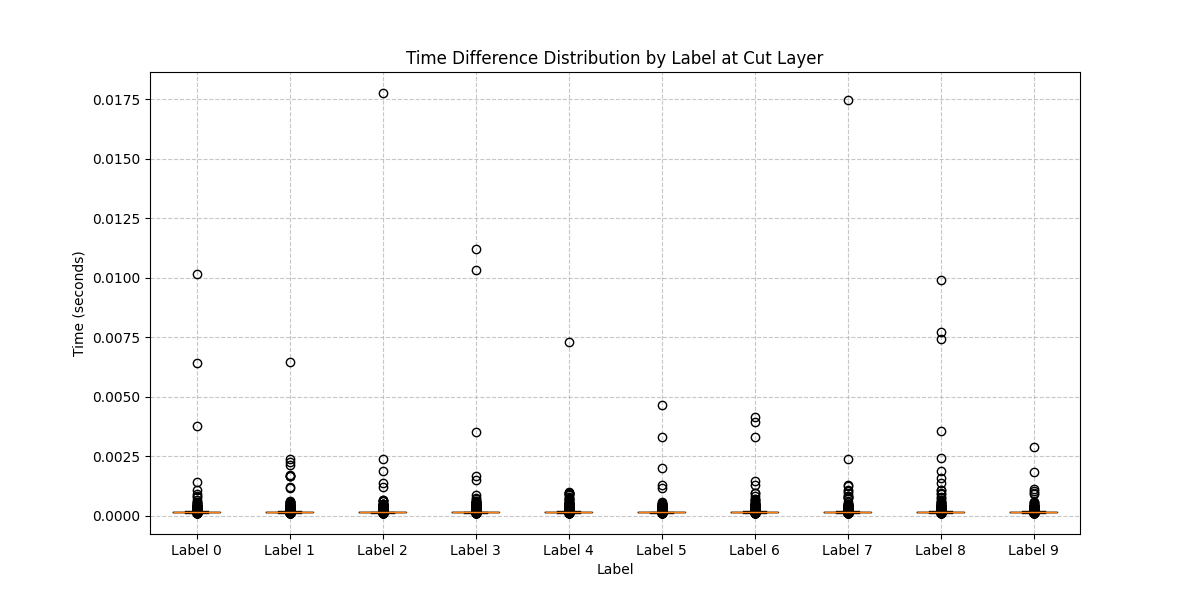 Time Difference Distribution by Label at Cut Layer
0.0175
0.0150
0.0125
0.0100
0.0075
0.0050
0.0025
0.0000
Time (seconds)
Label 0 Label 1 Label 2 Label 3 Label 4 Label 5 Label 6 Label 7 Label 8 Label 9
Label